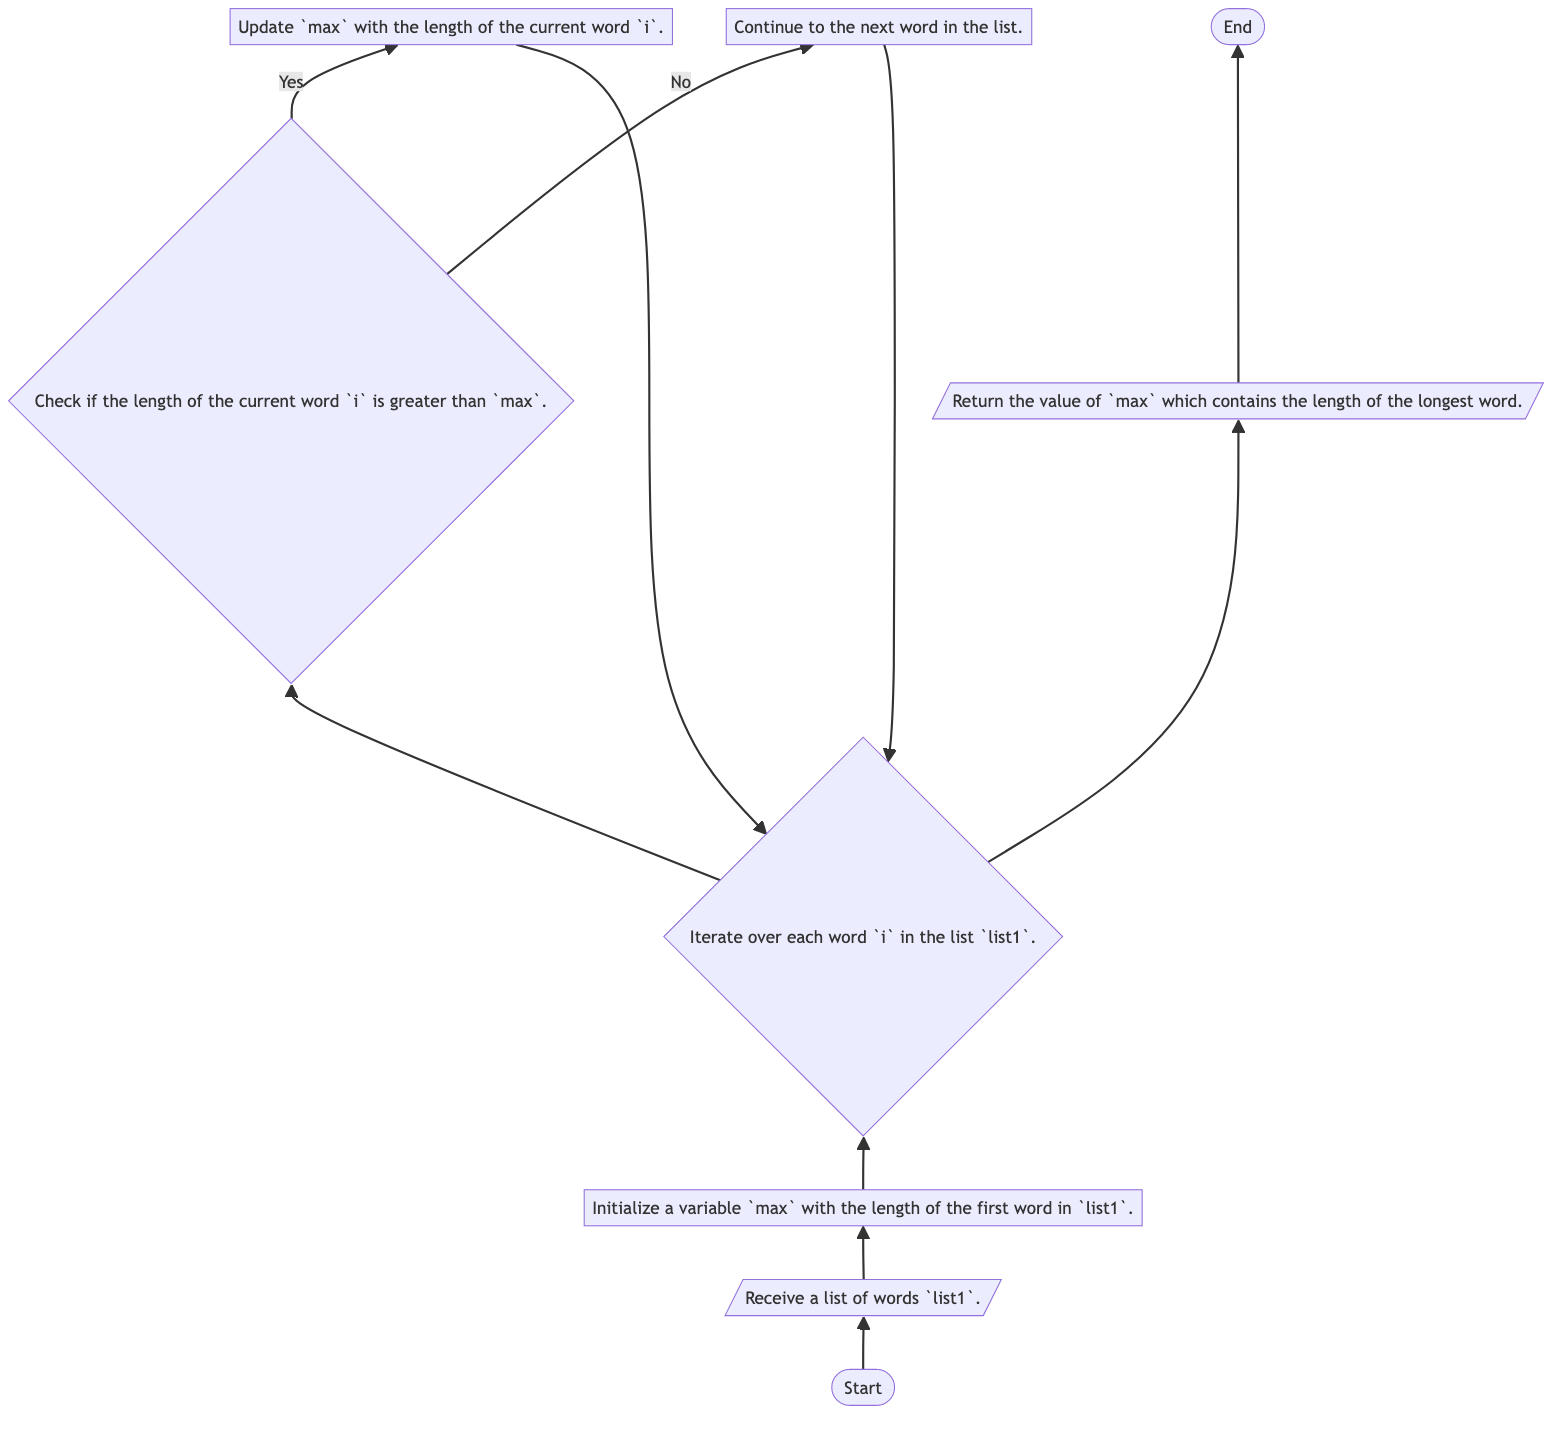 Update `max` with the length of the current word `i`.
Continue to the next word in the list.
End
Yes
No
Check if the length of the current word `i` is greater than `max`.
Return the value of `max` which contains the length of the longest word.
Iterate over each word `i` in the list `list1`.
Initialize a variable `max` with the length of the first word in `list1`.
Receive a list of words `list1`.
Start